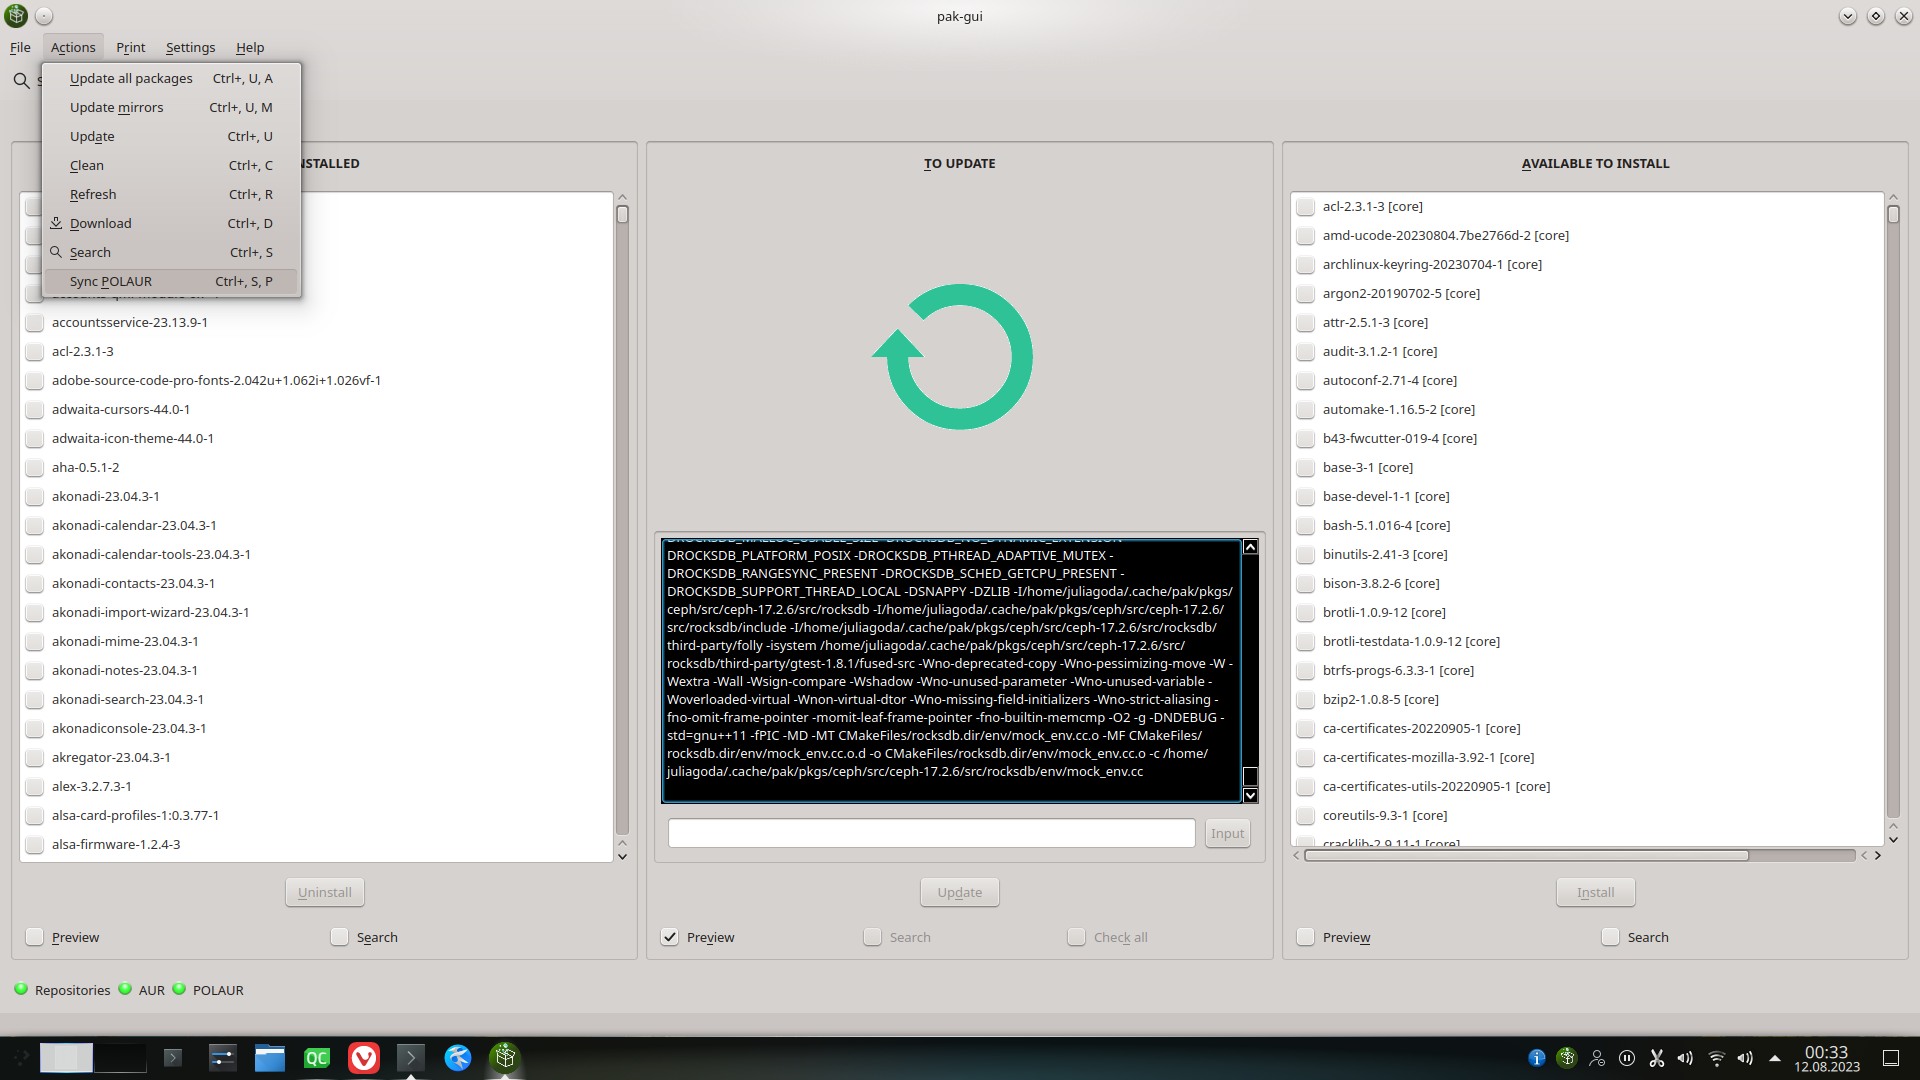 pak-gui
File Actions Print Settings Help
Update all packages Ctrl+, U, A
Update mirrors Ctrl+, U, M
Update Ctrl+, U
Clean Ctrl+, C
Refresh Ctrl+, R
Download Ctrl+, D
Search Ctrl+, S
Sync POLAUR Ctrl+, S, P
NSTALLED
accountsservice-23.13.9-1
acl-2.3.1-3
adobe-source-code-pro-fonts-2.042u+1.062i+1.026vf-1
adwaita-cursors-44.0-1
adwaita-icon-theme-44.0-1
aha-0.5.1-2
akonadi-23.04.3-1
akonadi-calendar-23.04.3-1
akonadi-calendar-tools-23.04.3-1
akonadi-contacts-23.04.3-1
akonadi-import-wizard-23.04.3-1
akonadi-mime-23.04.3-1
akonadi-notes-23.04.3-1
akonadi-search-23.04.3-1
akonadiconsole-23.04.3-1
akregator-23.04.3-1
alex-3.2.7.3-1
alsa-card-profiles-1:0.3.77-1
alsa-firmware-1.2.4-3
Uninstall
Preview Search
TO UPDATE
DROCKSDB_MALLOC_USABLE_SIZE -DROCKSDB_NO_DYNAMIC_EXTENSION -
DROCKSDB_PLATFORM_POSIX -DROCKSDB_PTHREAD_ADAPTIVE_MUTEX -
DROCKSDB_RANGESYNC_PRESENT -DROCKSDB_SCHED_GETCPU_PRESENT -
DROCKSDB_SUPPORT_THREAD_LOCAL -DSNAPPY -DZLIB -I/home/juliagoda/.cache/pak/pkgs/
ceph/src/ceph-17.2.6/src/rocksdb -I/home/juliagoda/.cache/pak/pkgs/ceph/src/ceph-17.2.6/
src/rocksdb/include -I/home/juliagoda/.cache/pak/pkgs/ceph/src/ceph-17.2.6/src/rocksdb/
third-party/folly -isystem /home/juliagoda/.cache/pak/pkgs/ceph/src/ceph-17.2.6/src/
rocksdb/third-party/gtest-1.8.1/fused-src -Wno-deprecated-copy -Wno-pessimizing-move -W -
Wextra -Wall -Wsign-compare -Wshadow -Wno-unused-parameter -Wno-unused-variable -
Woverloaded-virtual -Wnon-virtual-dtor -Wno-missing-field-initializers -Wno-strict-aliasing -
fno-omit-frame-pointer -momit-leaf-frame-pointer -fno-builtin-memcmp -O2 -g -DNDEBUG -
std=gnu++11 -fPIC -MD -MT CMakeFiles/rocksdb.dir/env/mock_env.cc.o -MF CMakeFiles/
rocksdb.dir/env/mock_env.cc.o.d -o CMakeFiles/rocksdb.dir/env/mock_env.cc.o -c /home/
juliagoda/.cache/pak/pkgs/ceph/src/ceph-17.2.6/src/rocksdb/env/mock_env.cc
Input
Update
Preview Search Check all
AVAILABLE TO INSTALL
acl-2.3.1-3 [core]
amd-ucode-20230804.7be2766d-2 [core]
archlinux-keyring-20230704-1 [core]
argon2-20190702-5 [core]
attr-2.5.1-3 [core]
audit-3.1.2-1 [core]
autoconf-2.71-4 [core]
automake-1.16.5-2 [core]
b43-fwcutter-019-4 [core]
base-3-1 [core]
base-devel-1-1 [core]
bash-5.1.016-4 [core]
binutils-2.41-3 [core]
bison-3.8.2-6 [core]
brotli-1.0.9-12 [core]
brotli-testdata-1.0.9-12 [core]
btrfs-progs-6.3.3-1 [core]
bzip2-1.0.8-5 [core]
ca-certificates-20220905-1 [core]
ca-certificates-mozilla-3.92-1 [core]
ca-certificates-utils-20220905-1 [core]
coreutils-9.3-1 [core]
cracklib-2.9.11-1 [core]
Install
Preview Search
Repositories AUR POLAUR
QC
00:33
12.08.2023